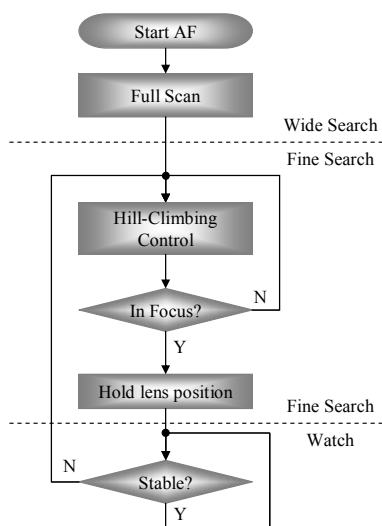 Start AF
Full Scan
Wide Search
Fine Search
Hill-Climbing
Control
In Focus?
N
Y
Hold lens position
Fine Search
Watch
N
Stable?
Y